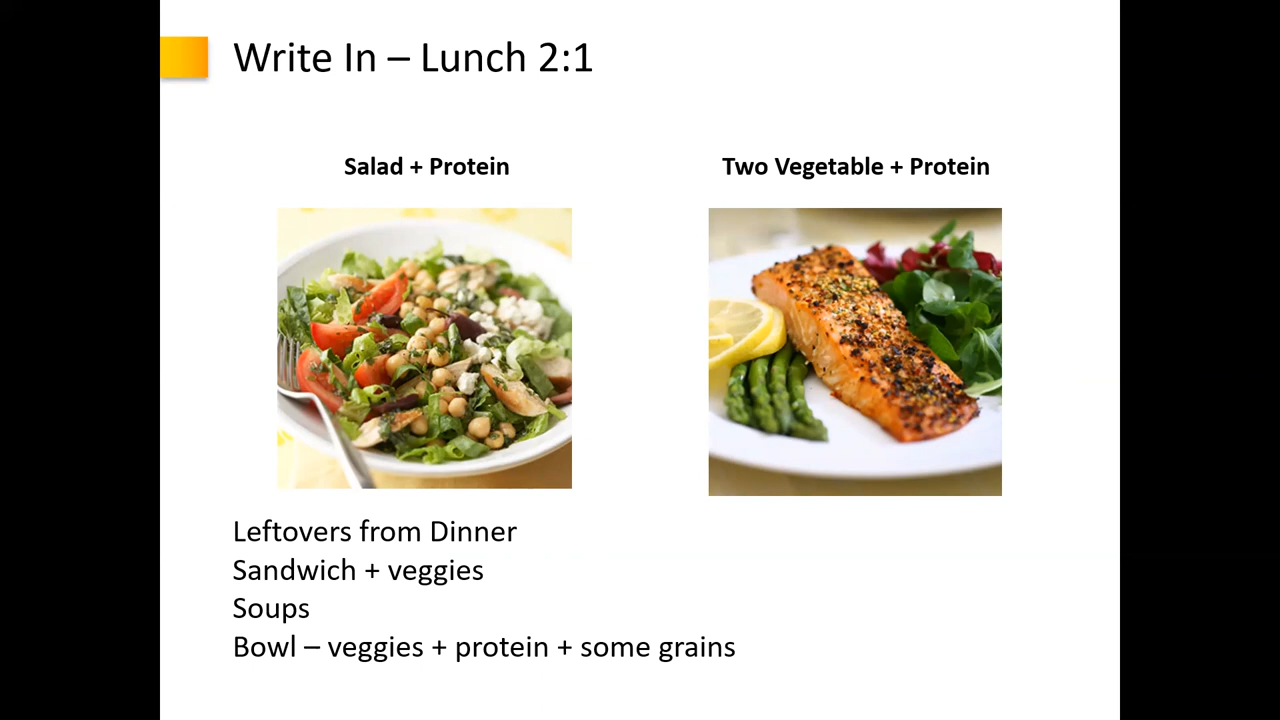 Write In – Lunch 2:1
Salad + Protein
Two Vegetable + Protein
Leftovers from Dinner
Sandwich + veggies
Soups
Bowl – veggies + protein + some grains